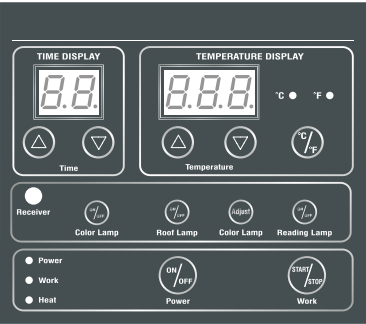 TIME DISPLAY
TEMPERATURE DISPLAY
8.8.
8.8.8.
°C
°F
°C/°F
Time
Temperature
Receiver
ON/OFF
ON/OFF
Adjust
ON/OFF
Color Lamp
Roof Lamp
Color Lamp
Reading Lamp
Power
Work
Heat
ON/OFF
START/STOP
Power
Work